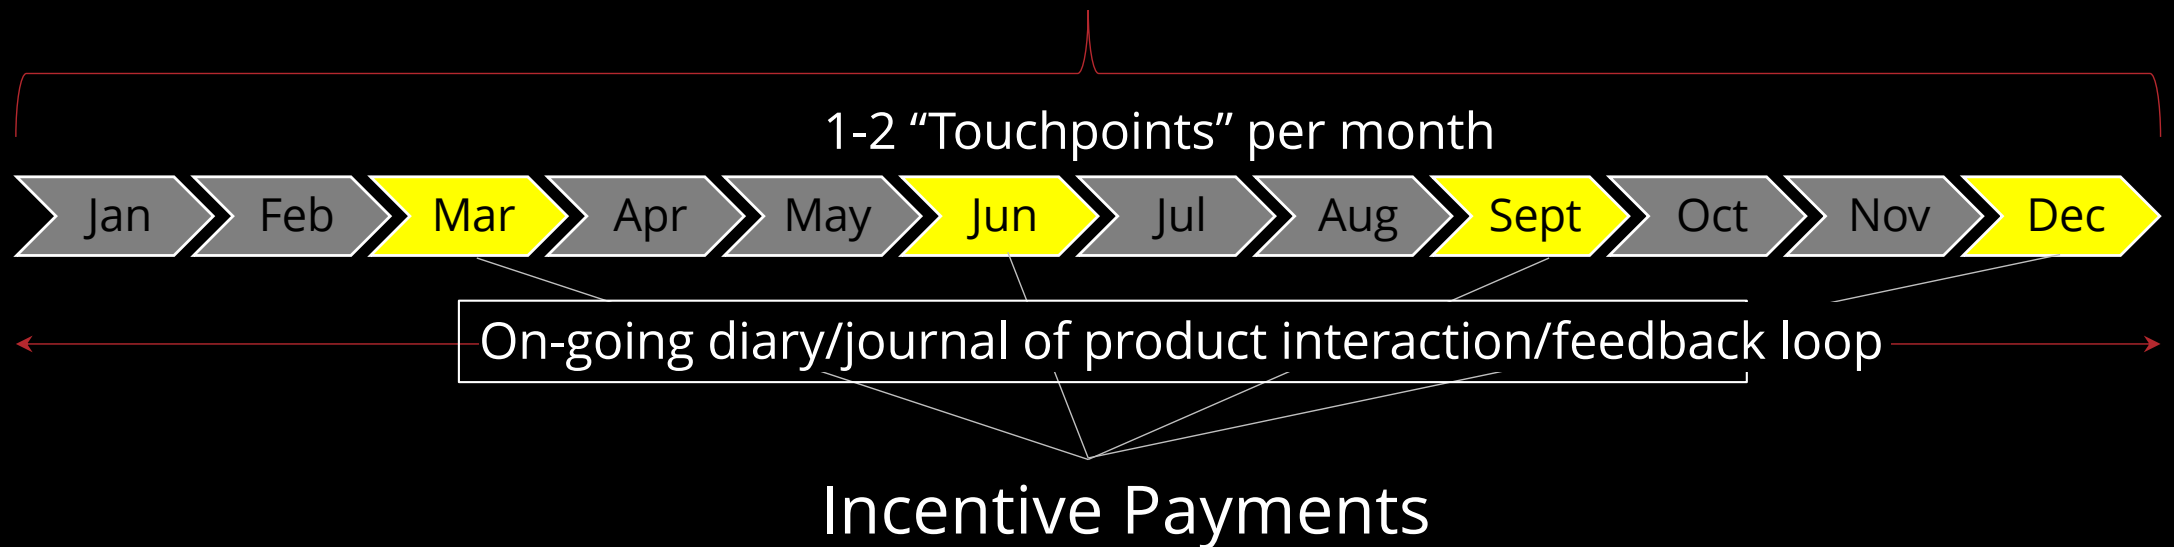 1-2 “Touchpoints” per month
Jan Feb Mar Apr May Jun Jul Aug Sept Oct Nov Dec
On-going diary/journal of product interaction/feedback loop
Incentive Payments